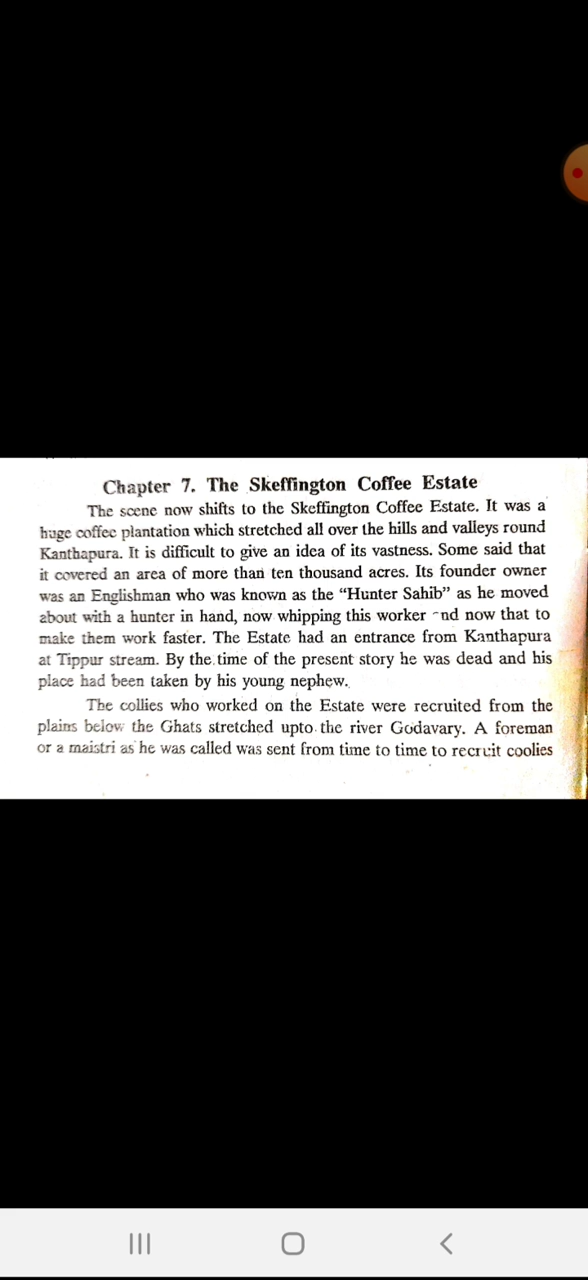 Chapter 7. The Skeffington Coffee Estate
The scene now shifts to the Skeffington Coffee Estate. It was a
huge coffee plantation which stretched all over the hills and valleys round
Kanthapura. It is difficult to give an idea of its vastness. Some said that
it covered an area of more than ten thousand acres. Its founder owner
was an Englishman who was known as the “Hunter Sahib” as he moved
about with a hunter in hand, now whipping this worker nd now that to
make them work faster. The Estate had an entrance from Kanthapura
at Tippur stream. By the time of the present story he was dead and his
place had been taken by his young nephew.
The collies who worked on the Estate were recruited from the
plains below the Ghats stretched upto the river Godavary. A foreman
or a maistri as he was called was sent from time to time to recruit coolies